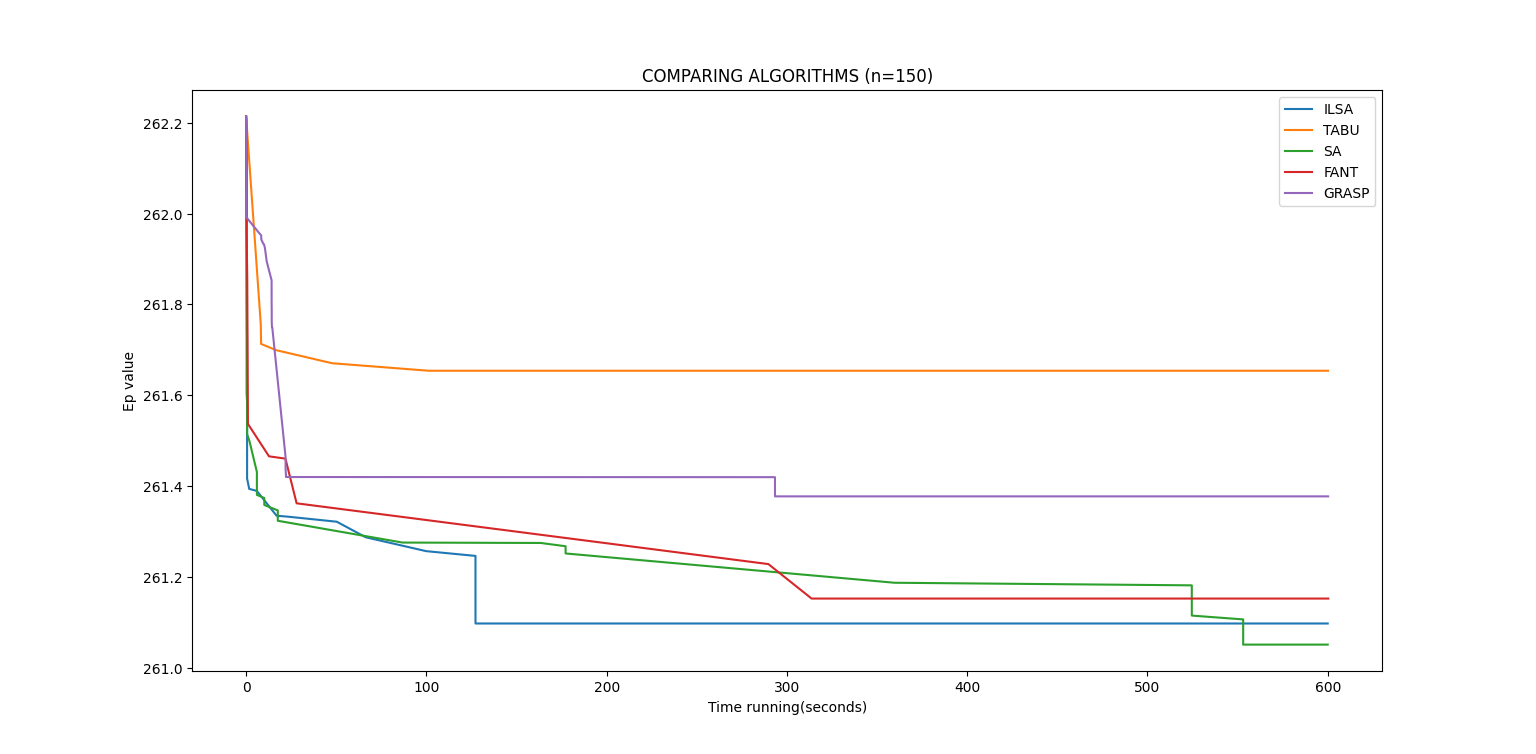 COMPARING ALGORITHMS (n=150)
ILSA
TABU
SA
FANT
GRASP
Ep value
262.2
262.0
261.8
261.6
261.4
261.2
261.0
0 100 200 300 400 500 600
Time running(seconds)